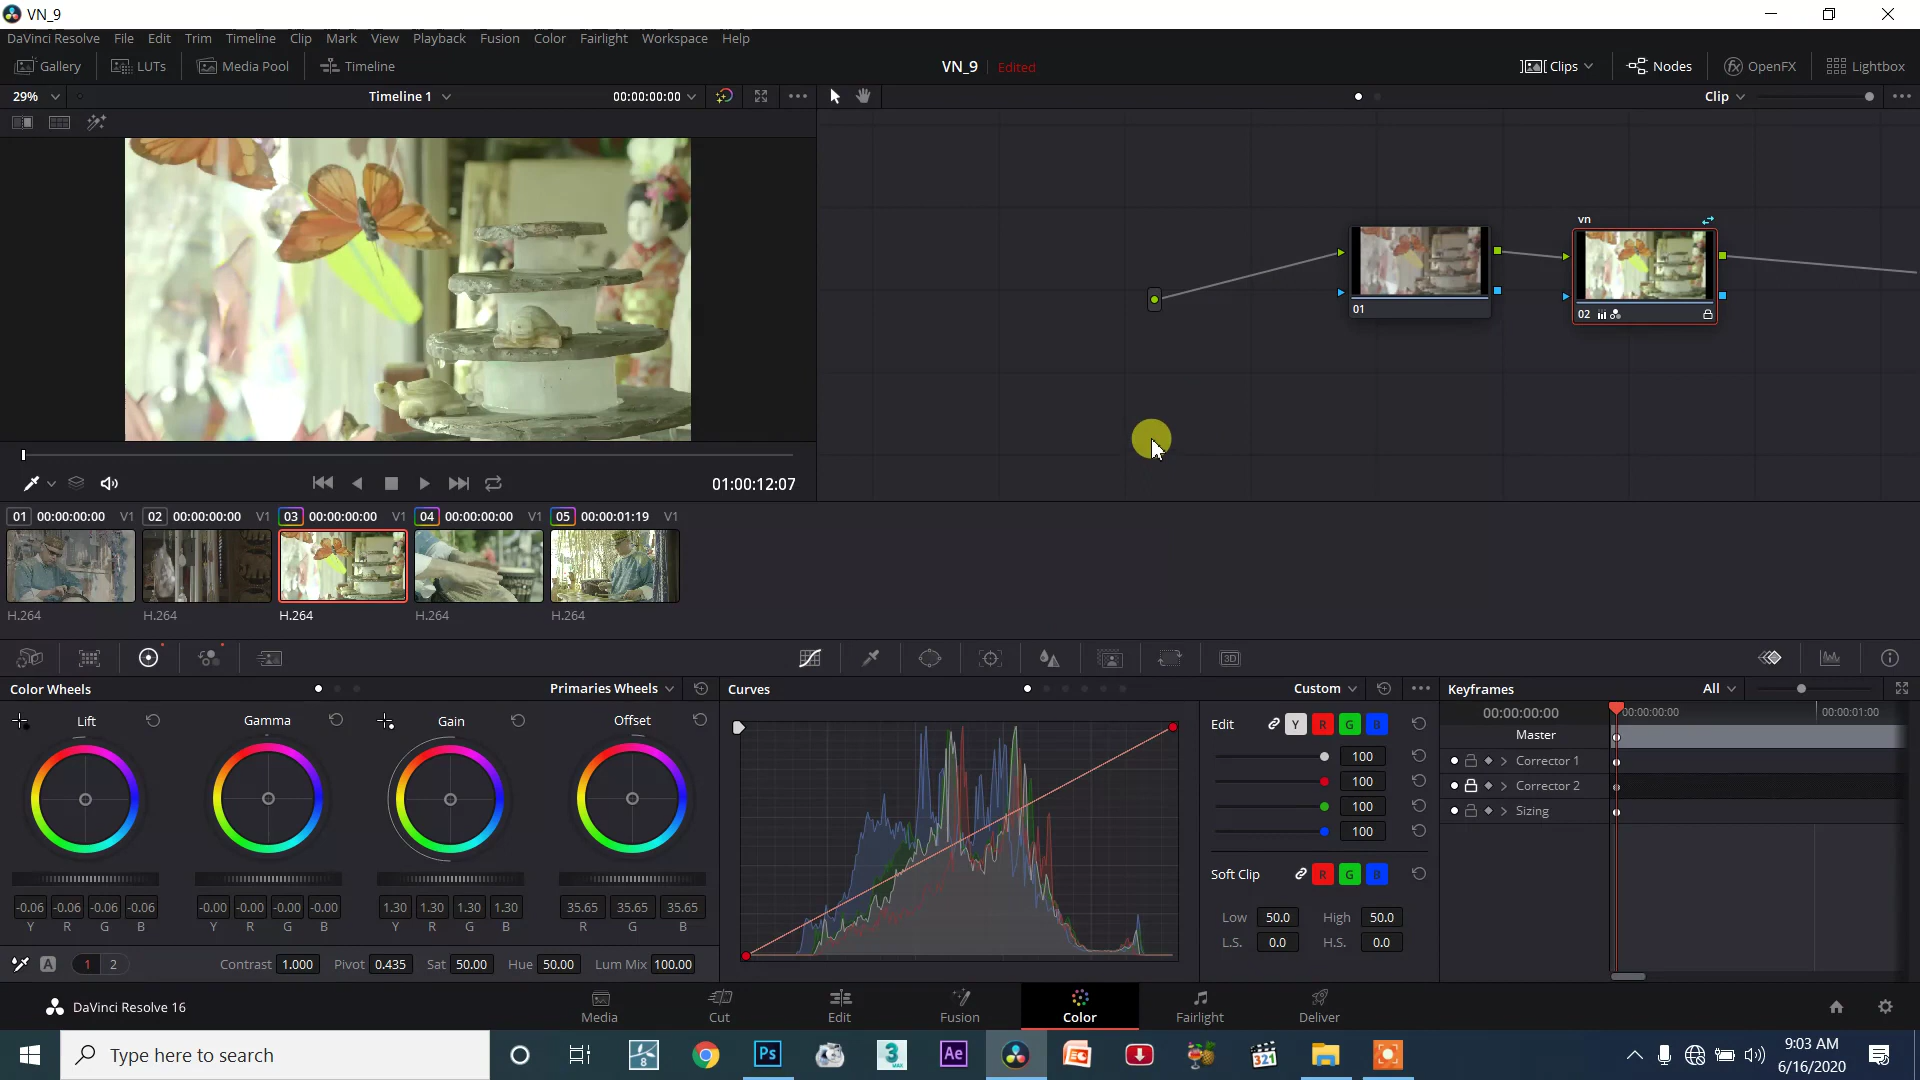 VN_9
DaVinci Resolve File Edit Trim Timeline Clip Mark View Playback Fusion Color Fairlight Workspace Help
Gallery LUTs Media Pool Timeline VN_9 Edited Clips Nodes OpenFX Lightbox
29% Timeline 1 00:00:00:00 Clip
vn
01
02
01:00:12:07
01 00:00:00:00 V1 02 00:00:00:00 V1 03 00:00:00:00 V1 04 00:00:00:00 V1 05 00:00:01:19 V1
H.264 H.264 H.264 H.264 H.264
3D
Color Wheels Primaries Wheels Curves Custom Keyframes All
Lift Gamma Gain Offset
Edit Y R G B
100
100
100
100
Soft Clip R G B
Low 50.0 High 50.0
L.S. 0.0 H.S. 0.0
00:00:00:00 00:00:00:00 00:00:01:00
Master
Corrector 1
Corrector 2
Sizing
-0.06 -0.06 -0.06 -0.06 -0.00 -0.00 -0.00 -0.00 1.30 1.30 1.30 1.30 35.65 35.65 35.65
Y R G B Y R G B Y R G B R G B
A 1 2 Contrast 1.000 Pivot 0.435 Sat 50.00 Hue 50.00 Lum Mix 100.00
DaVinci Resolve 16 Media Cut Edit Fusion Color Fairlight Deliver
Type here to search
8
Ps
3
MAX
Ae
321
9:03 AM
6/16/2020